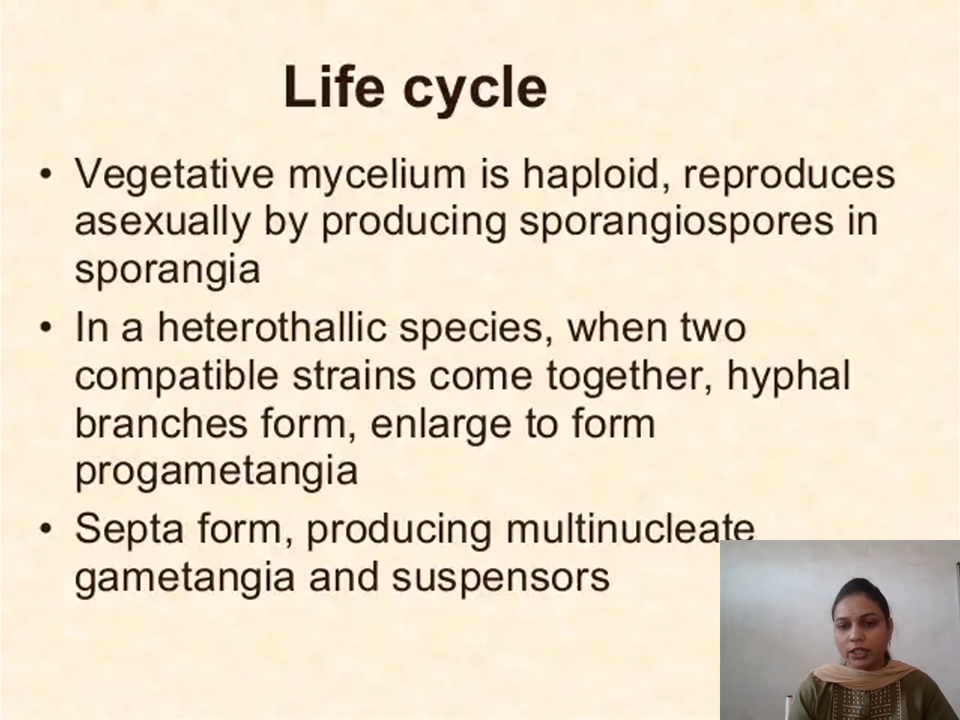 Life cycle
• Vegetative mycelium is haploid, reproduces
asexually by producing sporangiospores in
sporangia
• In a heterothallic species, when two
compatible strains come together, hyphal
branches form, enlarge to form
progametangia
• Septa form, producing multinucleate
gametangia and suspensors